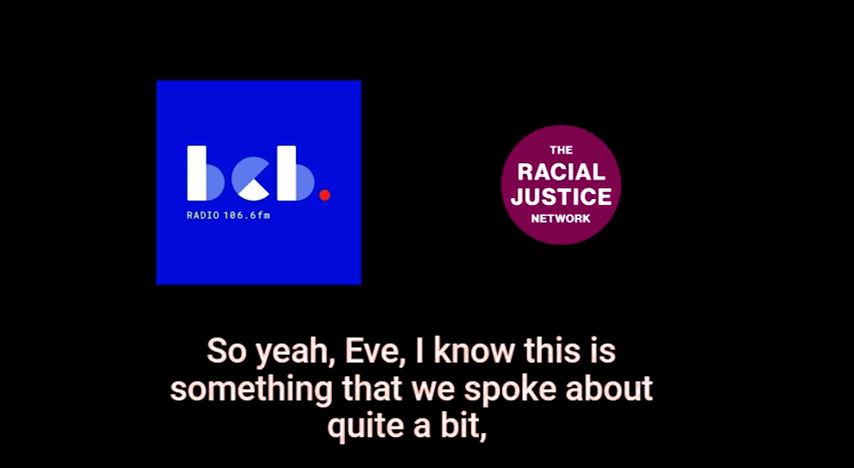 bcb.
RADIO 106.6fm
THE
RACIAL
JUSTICE
NETWORK
So yeah, Eve, I know this is
something that we spoke about
quite a bit,